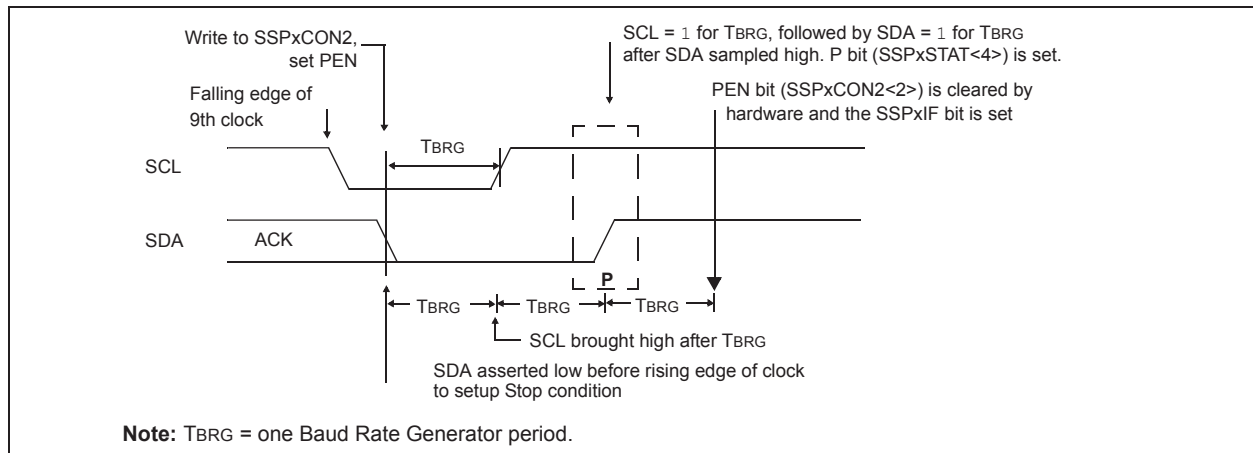 Write to SSPxCON2,
set PEN
SCL = 1 for TBRG, followed by SDA = 1 for TBRG
after SDA sampled high. P bit (SSPxSTAT<4>) is set.
Falling edge of
9th clock
PEN bit (SSPxCON2<2>) is cleared by
hardware and the SSPxIF bit is set
TBRG
SCL
SDA
ACK
P
TBRG
TBRG
TBRG
SCL brought high after TBRG
SDA asserted low before rising edge of clock
to setup Stop condition
Note: TBRG = one Baud Rate Generator period.